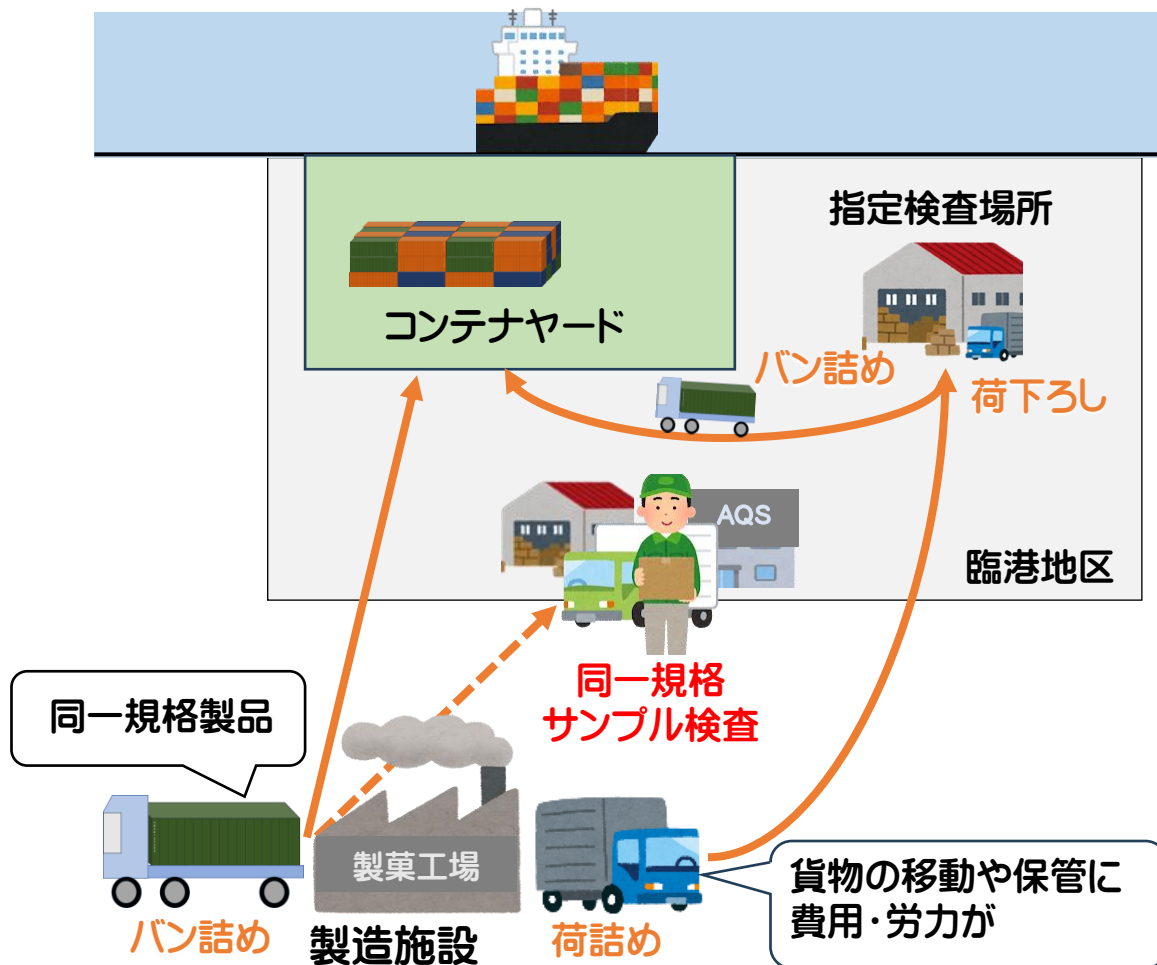 指定検査場所
コンテナヤード
バン詰め
荷下ろし
AQS
臨港地区
同一規格
サンプル検査
同一規格製品
製菓工場
貨物の移動や保管に
費用・労力が
バン詰め
製造施設
荷詰め